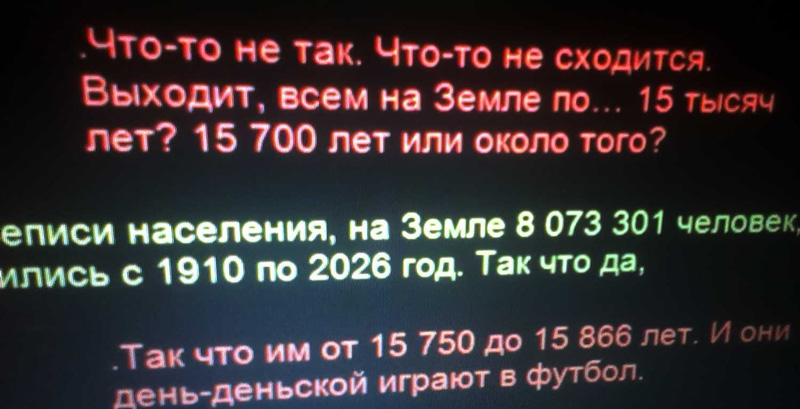 .Что-то не так. Что-то не сходится.
Выходит, всем на Земле по... 15 тысяч
лет? 15 700 лет или около того?
еписи населения, на Земле 8 073 301 человек,
ились с 1910 по 2026 год. Так что да,
.Так что им от 15 750 до 15 866 лет. И они
день-деньской играют в футбол.